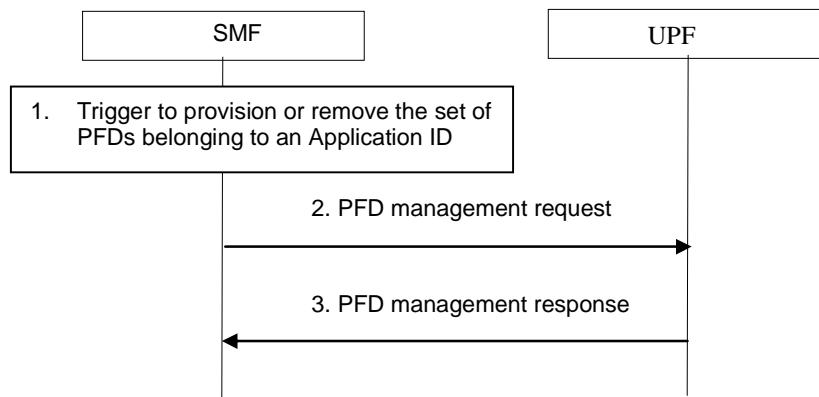 SMF
UPF
1. Trigger to provision or remove the set of
PFDs belonging to an Application ID
2. PFD management request
3. PFD management response